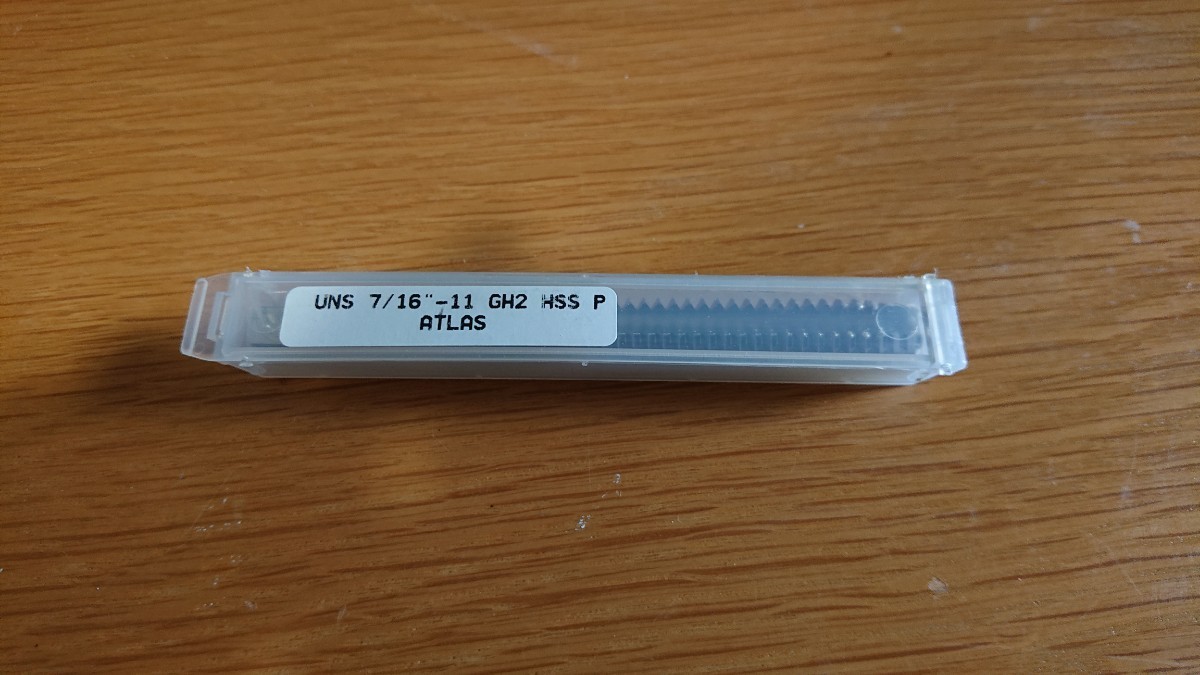 UNS 7/16"-11 GH2 HSS P
ATLAS